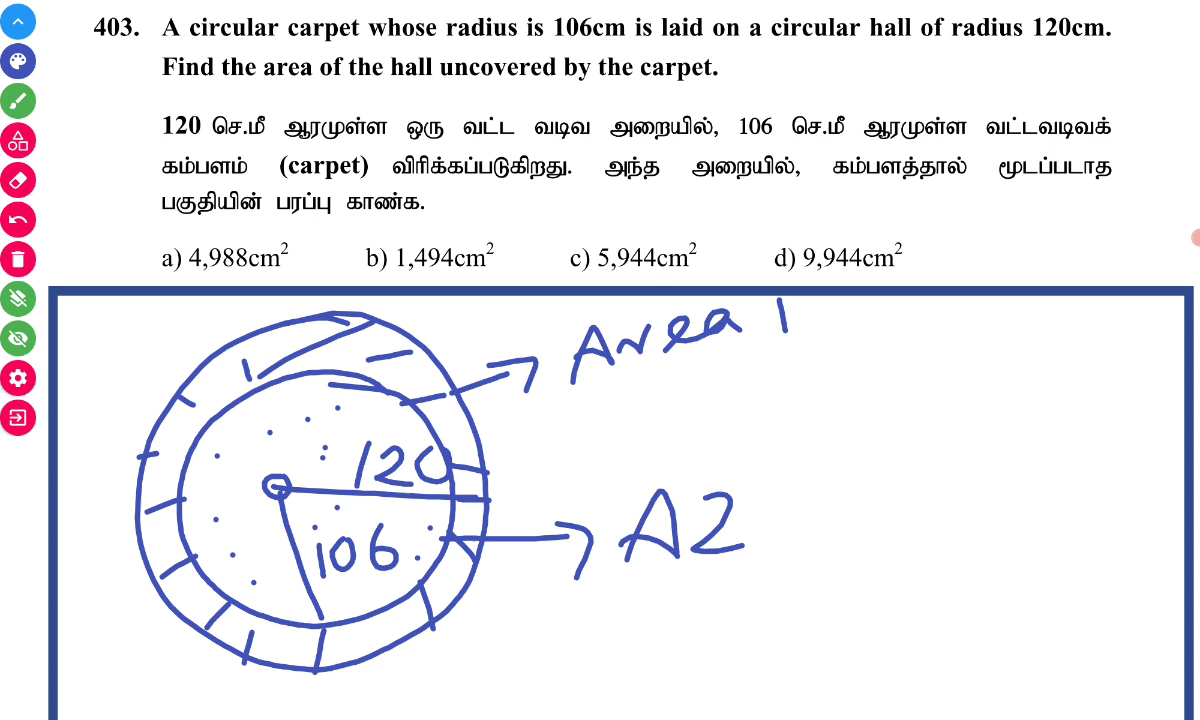 403. A circular carpet whose radius is 106cm is laid on a circular hall of radius 120cm.
Find the area of the hall uncovered by the carpet.
120 செ.மீ ஆரமுள்ள ஒரு வட்ட வடிவ அறையில், 106 செ.மீ ஆரமுள்ள வட்டவடிவக்
கம்பளம் (carpet) விரிக்கப்படுகிறது. அந்த அறையில், கம்பளத்தால் மூடப்படாத
பகுதியின் பரப்பு காண்க.
a) 4,988cm² b) 1,494cm² c) 5,944cm² d) 9,944cm²
Area 1
120
A2
106